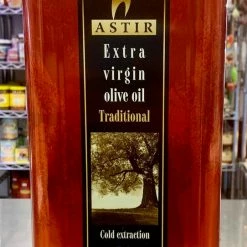 ASTIR
Extra
virgin
olive oil
Traditional
Cold extraction